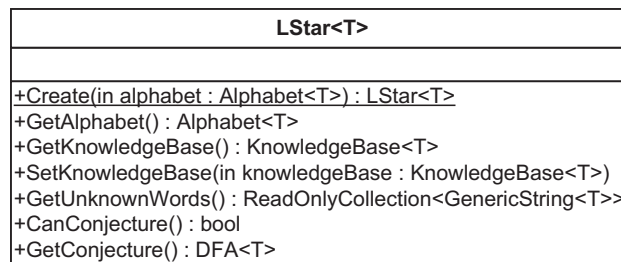 LStar<T>
+Create(in alphabet : Alphabet<T>) : LStar<T>
+GetAlphabet() : Alphabet<T>
+GetKnowledgeBase() : KnowledgeBase<T>
+SetKnowledgeBase(in knowledgeBase : KnowledgeBase<T>)
+GetUnknownWords() : ReadOnlyCollection<GenericString<T>>
+CanConjecture() : bool
+GetConjecture() : DFA<T>